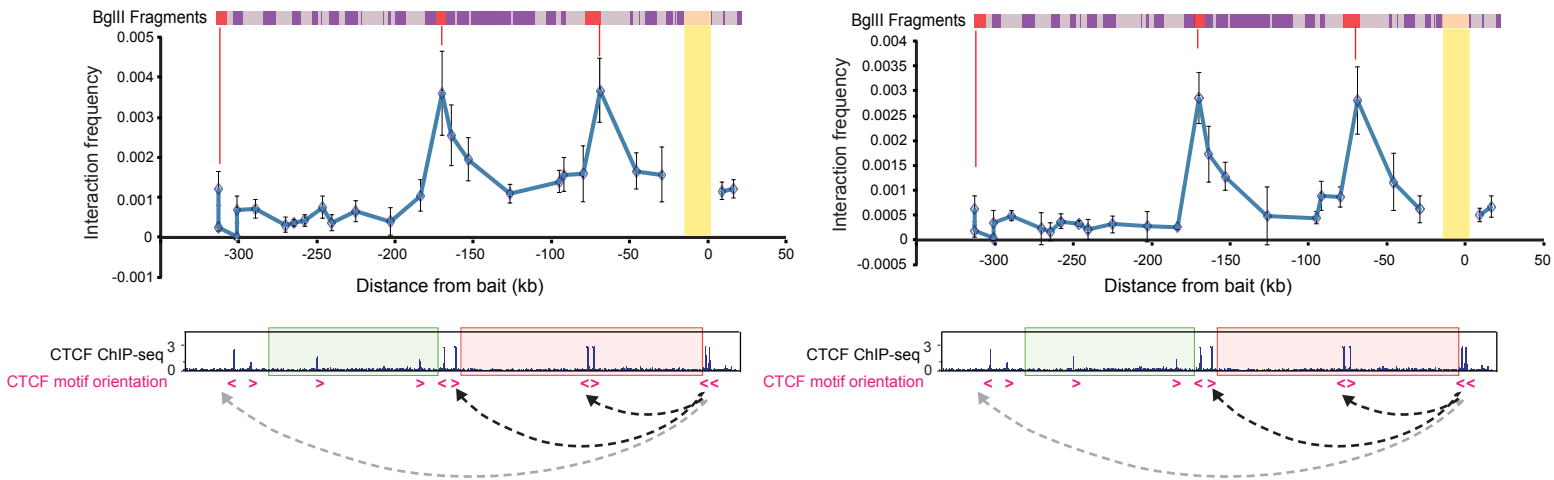 BgIII Fragments
0.005
0.004
0.003
0.002
0.001
0
-0.001
Interaction frequency
-300 -250 -200 -150 -100 -50 0 50
Distance from bait (kb)
CTCF ChIP-seq
3
0
CTCF motif orientation
< > > > < > < > < <
BgIII Fragments
0.004
0.0035
0.003
0.0025
0.002
0.0015
0.001
0.0005
0
-0.0005
Interaction frequency
-300 -250 -200 -150 -100 -50 0 50
Distance from bait (kb)
CTCF ChIP-seq
3
0
CTCF motif orientation
< > > > < > < > < <